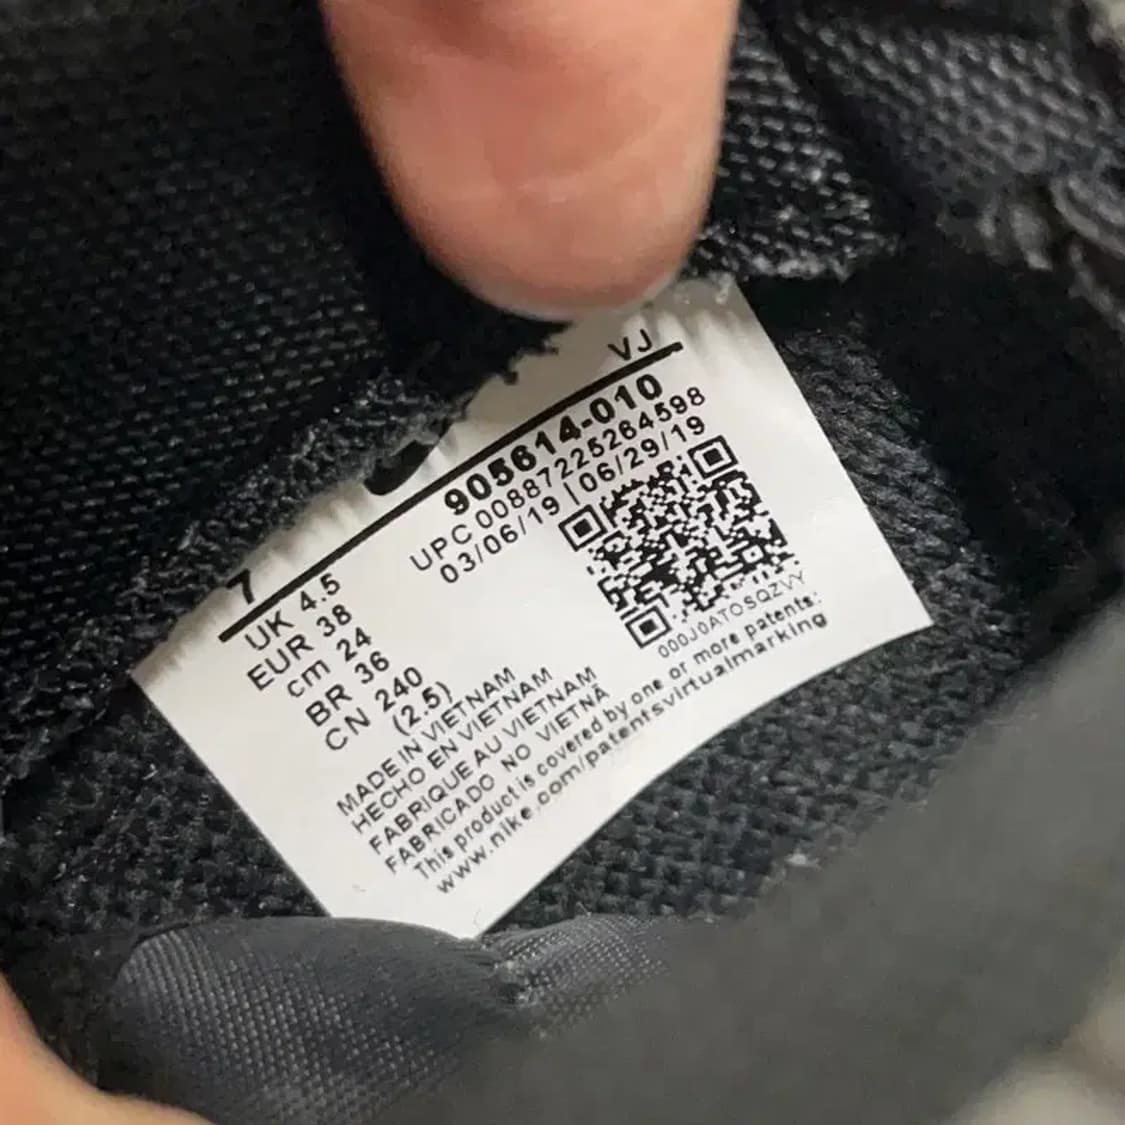 VJ
7
905614-010
UPC 00887225264598
03/06/19 | 06/29/19
UK 4.5
EUR 38
cm 24
BR 36
CN 240
(2.5)
000J0ATOSQZVY
MADE IN VIETNAM
HECHO EN VIETNAM
FABRIQUE AU VIETNAM
FABRICADO NO VIETNÃ
This product is covered by one or more patents:
www.nike.com/patentsvirtualmarking